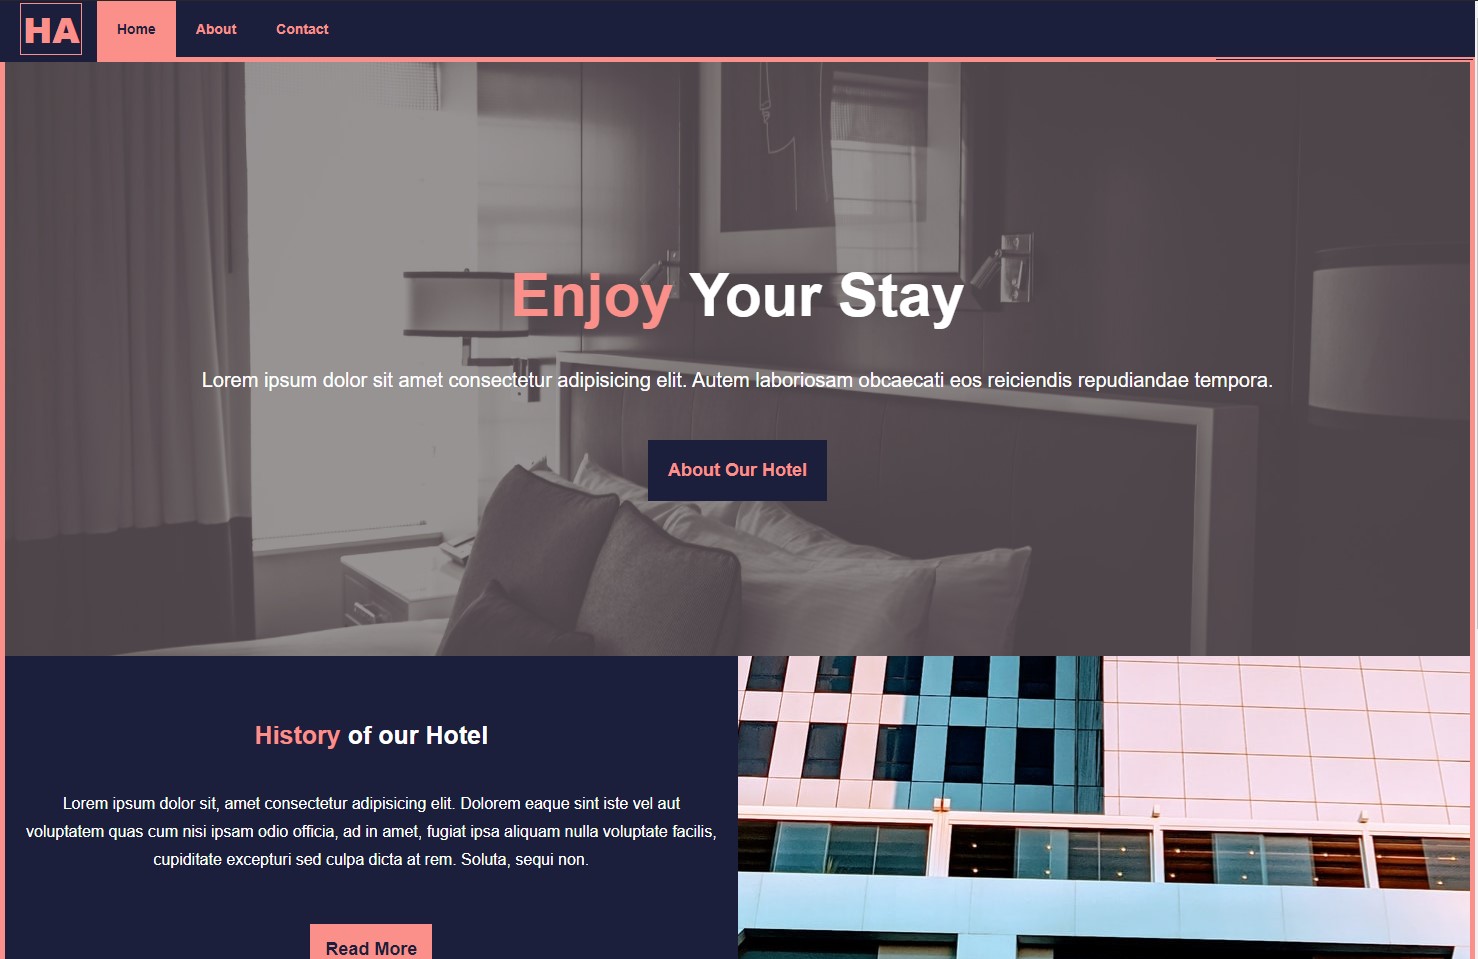 HA
Home About Contact
Enjoy Your Stay
Lorem ipsum dolor sit amet consectetur adipisicing elit. Autem laboriosam obcaecati eos reiciendis repudiandae tempora.
About Our Hotel
History of our Hotel
Lorem ipsum dolor sit, amet consectetur adipisicing elit. Dolorem eaque sint iste vel aut
voluptatem quas cum nisi ipsam odio officia, ad in amet, fugiat ipsa aliquam nulla voluptate facilis,
cupiditate excepturi sed culpa dicta at rem. Soluta, sequi non.
Read More